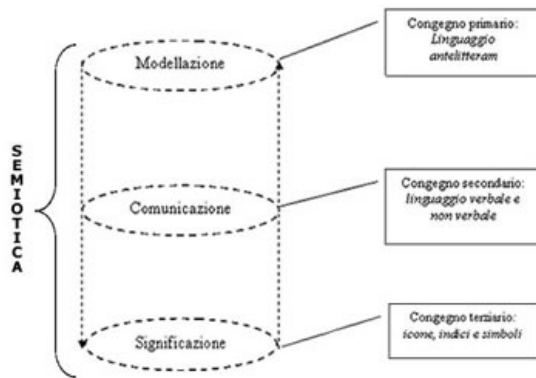 SEMIOTICA
Modellazione
Comunicazione
Significazione
Congegno primario:
Linguaggio
antelitteram
Congegno secondario:
linguaggio verbale e
non verbale
Congegno terziario:
icone, indici e simboli